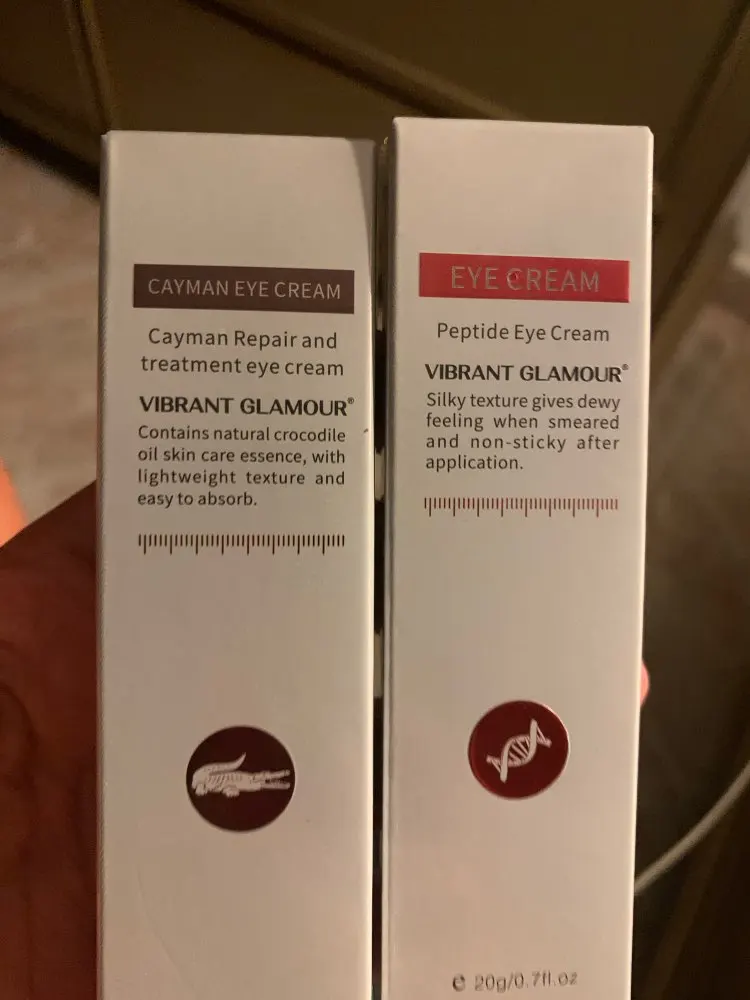 CAYMAN EYE CREAM
Cayman Repair and
treatment eye cream
VIBRANT GLAMOUR®
Contains natural crocodile
oil skin care essence, with
lightweight texture and
easy to absorb.
EYE CREAM
Peptide Eye Cream
VIBRANT GLAMOUR®
Silky texture gives dewy
feeling when smeared
and non-sticky after
application.
e 20g/0.7fl.oz